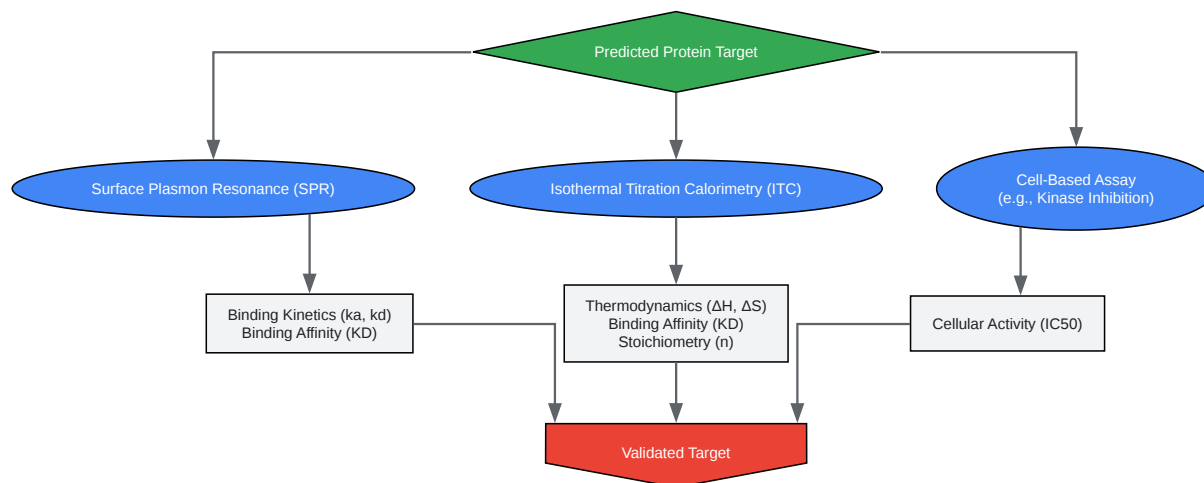 Predicted Protein Target
Surface Plasmon Resonance (SPR)
Isothermal Titration Calorimetry (ITC)
Cell-Based Assay
(e.g., Kinase Inhibition)
Binding Kinetics (ka, kd)
Binding Affinity (KD)
Thermodynamics (ΔH, ΔS)
Binding Affinity (KD)
Stoichiometry (n)
Cellular Activity (IC50)
Validated Target